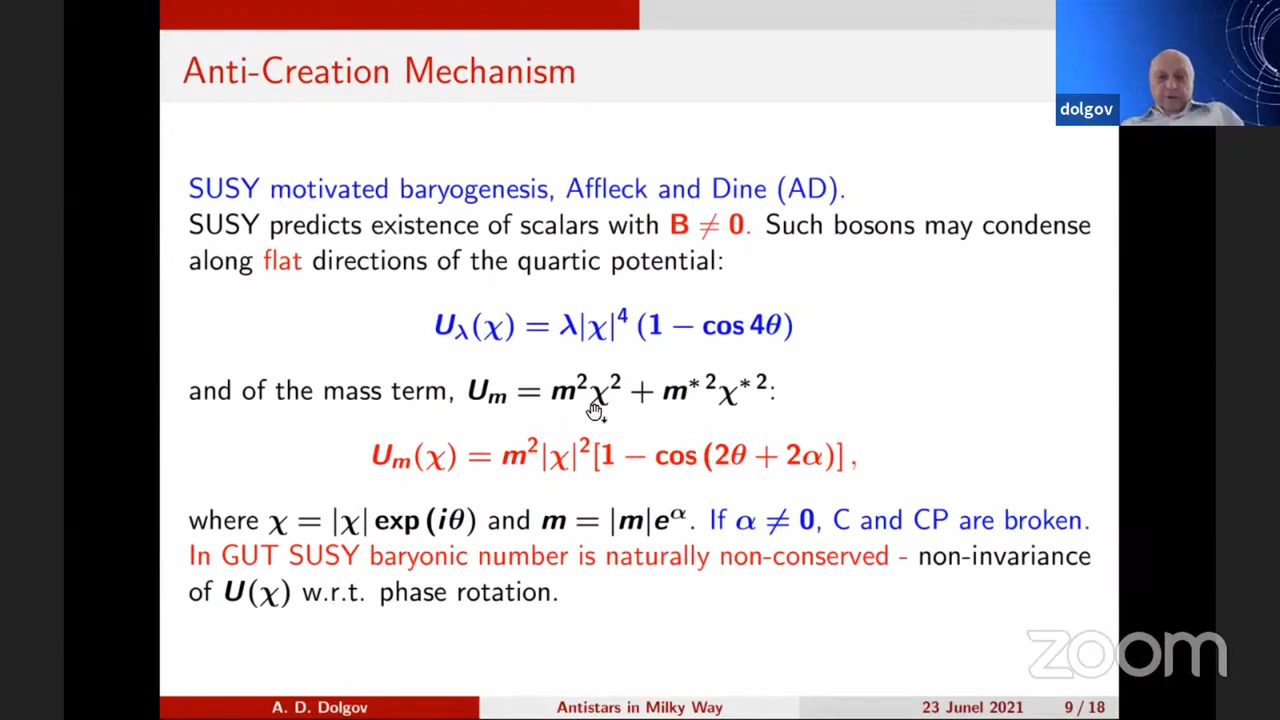 Anti-Creation Mechanism
dolgov
SUSY motivated baryogenesis, Affleck and Dine (AD).
SUSY predicts existence of scalars with B ≠ 0. Such bosons may condense
along flat directions of the quartic potential:
U_λ(χ) = λ|χ|⁴ (1 − cos 4θ)
and of the mass term, U_m = m²χ² + m*²χ*²:
U_m(χ) = m²|χ|²[1 − cos (2θ + 2α)] ,
where χ = |χ| exp (iθ) and m = |m|e^α. If α ≠ 0, C and CP are broken.
In GUT SUSY baryonic number is naturally non-conserved - non-invariance
of U(χ) w.r.t. phase rotation.
zoom
A. D. Dolgov Antistars in Milky Way 23 Junel 2021 9 / 18